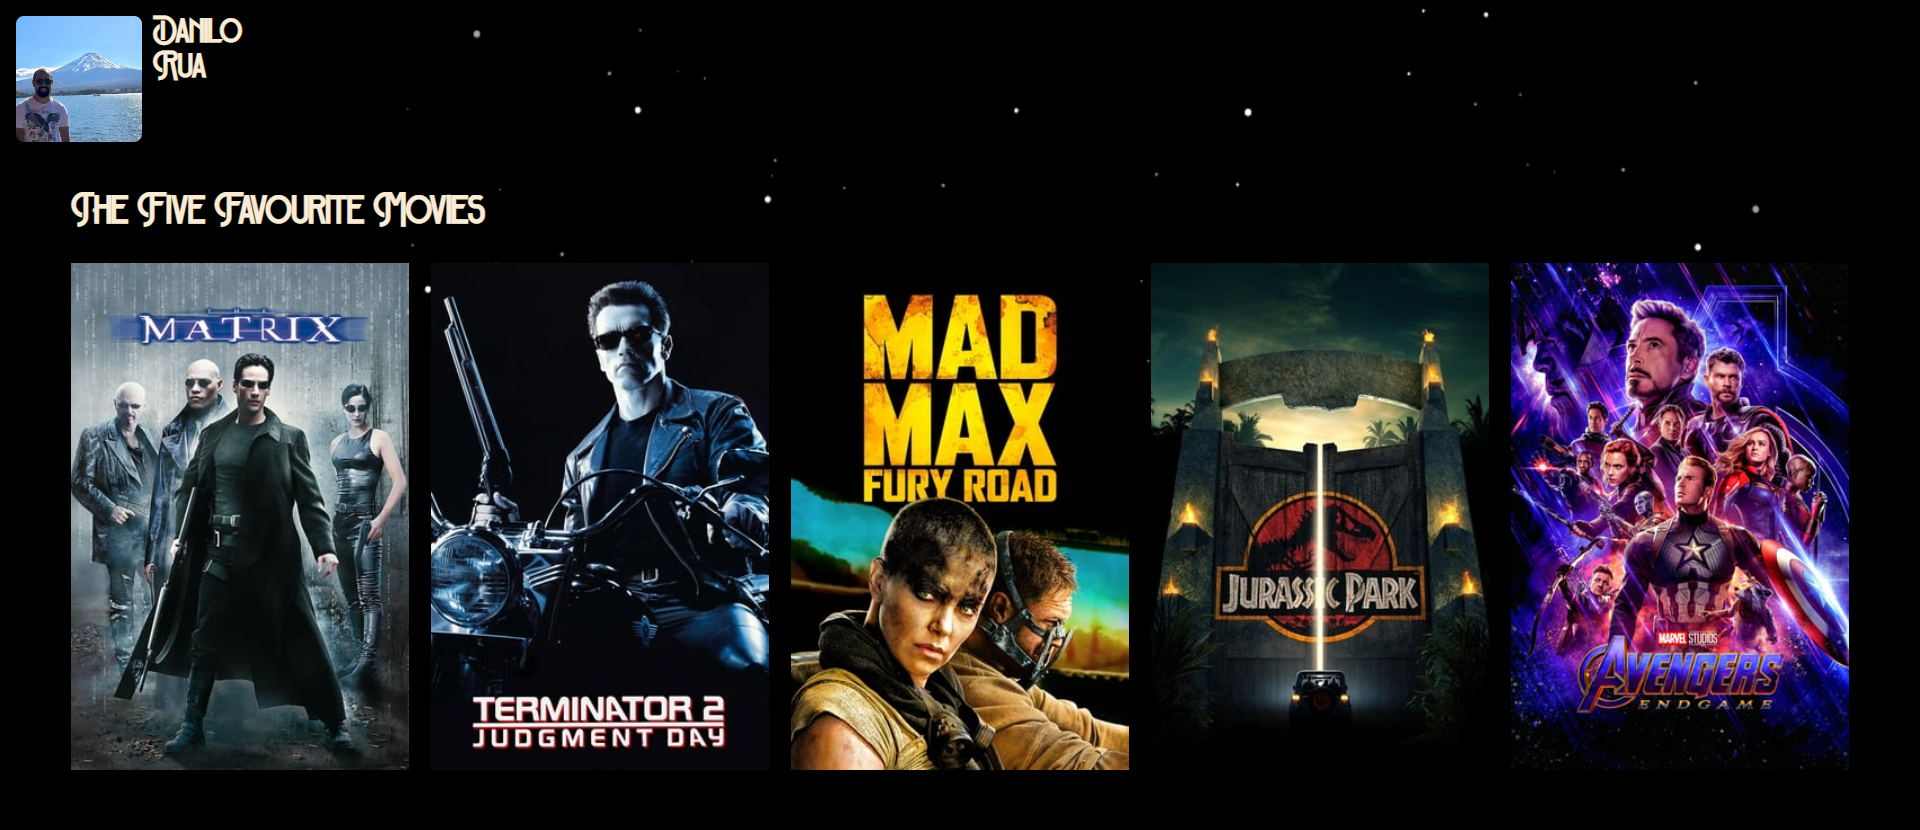 Danilo
Rua
The Five Favourite Movies
THE
MATRIX
TERMINATOR 2
JUDGMENT DAY
MAD
MAX
FURY ROAD
JURASSIC PARK
MARVEL STUDIOS
AVENGERS
ENDGAME